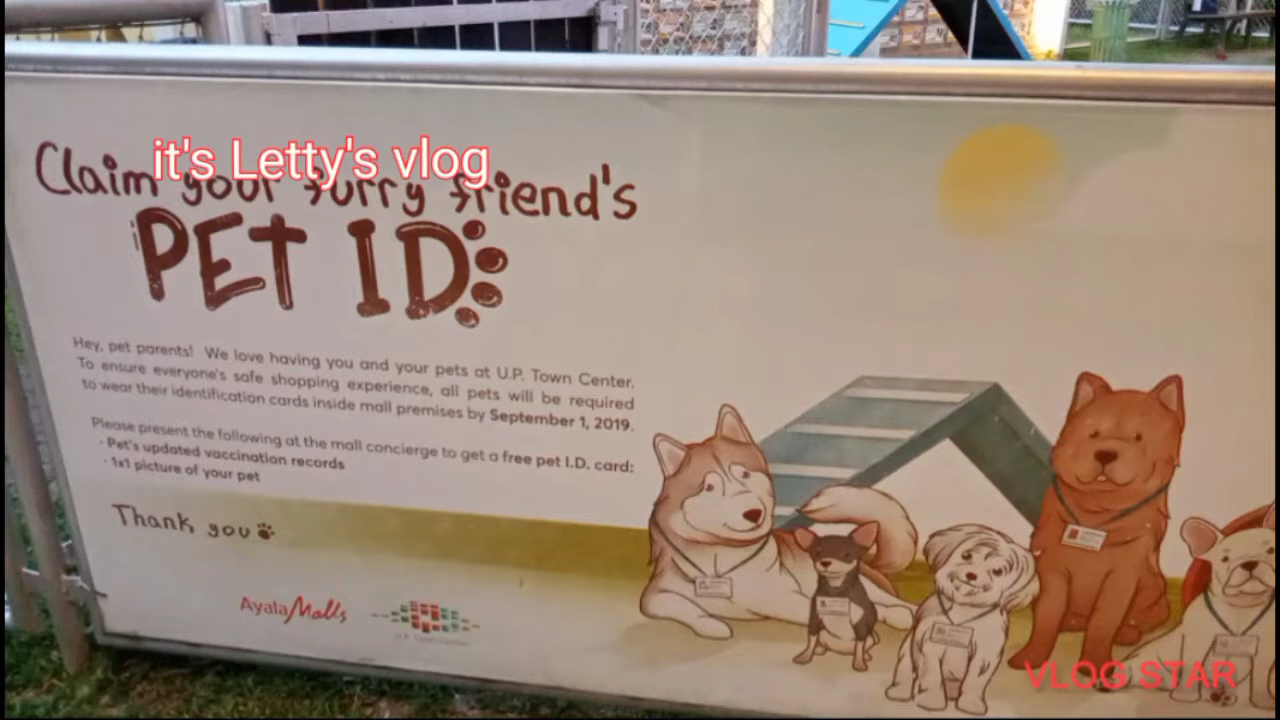 it's Letty's vlog
Claim your furry friend's
PET ID
Hey, pet parents! We love having you and your pets at U.P. Town Center.
To ensure everyone's safe shopping experience, all pets will be required
to wear their identification cards inside mall premises by September 1, 2019.
Please present the following at the mall concierge to get a free pet I.D. card:
· Pet's updated vaccination records
· 1x1 picture of your pet
Thank you
AyalaMalls
U.P. Town Center
VLOG STAR